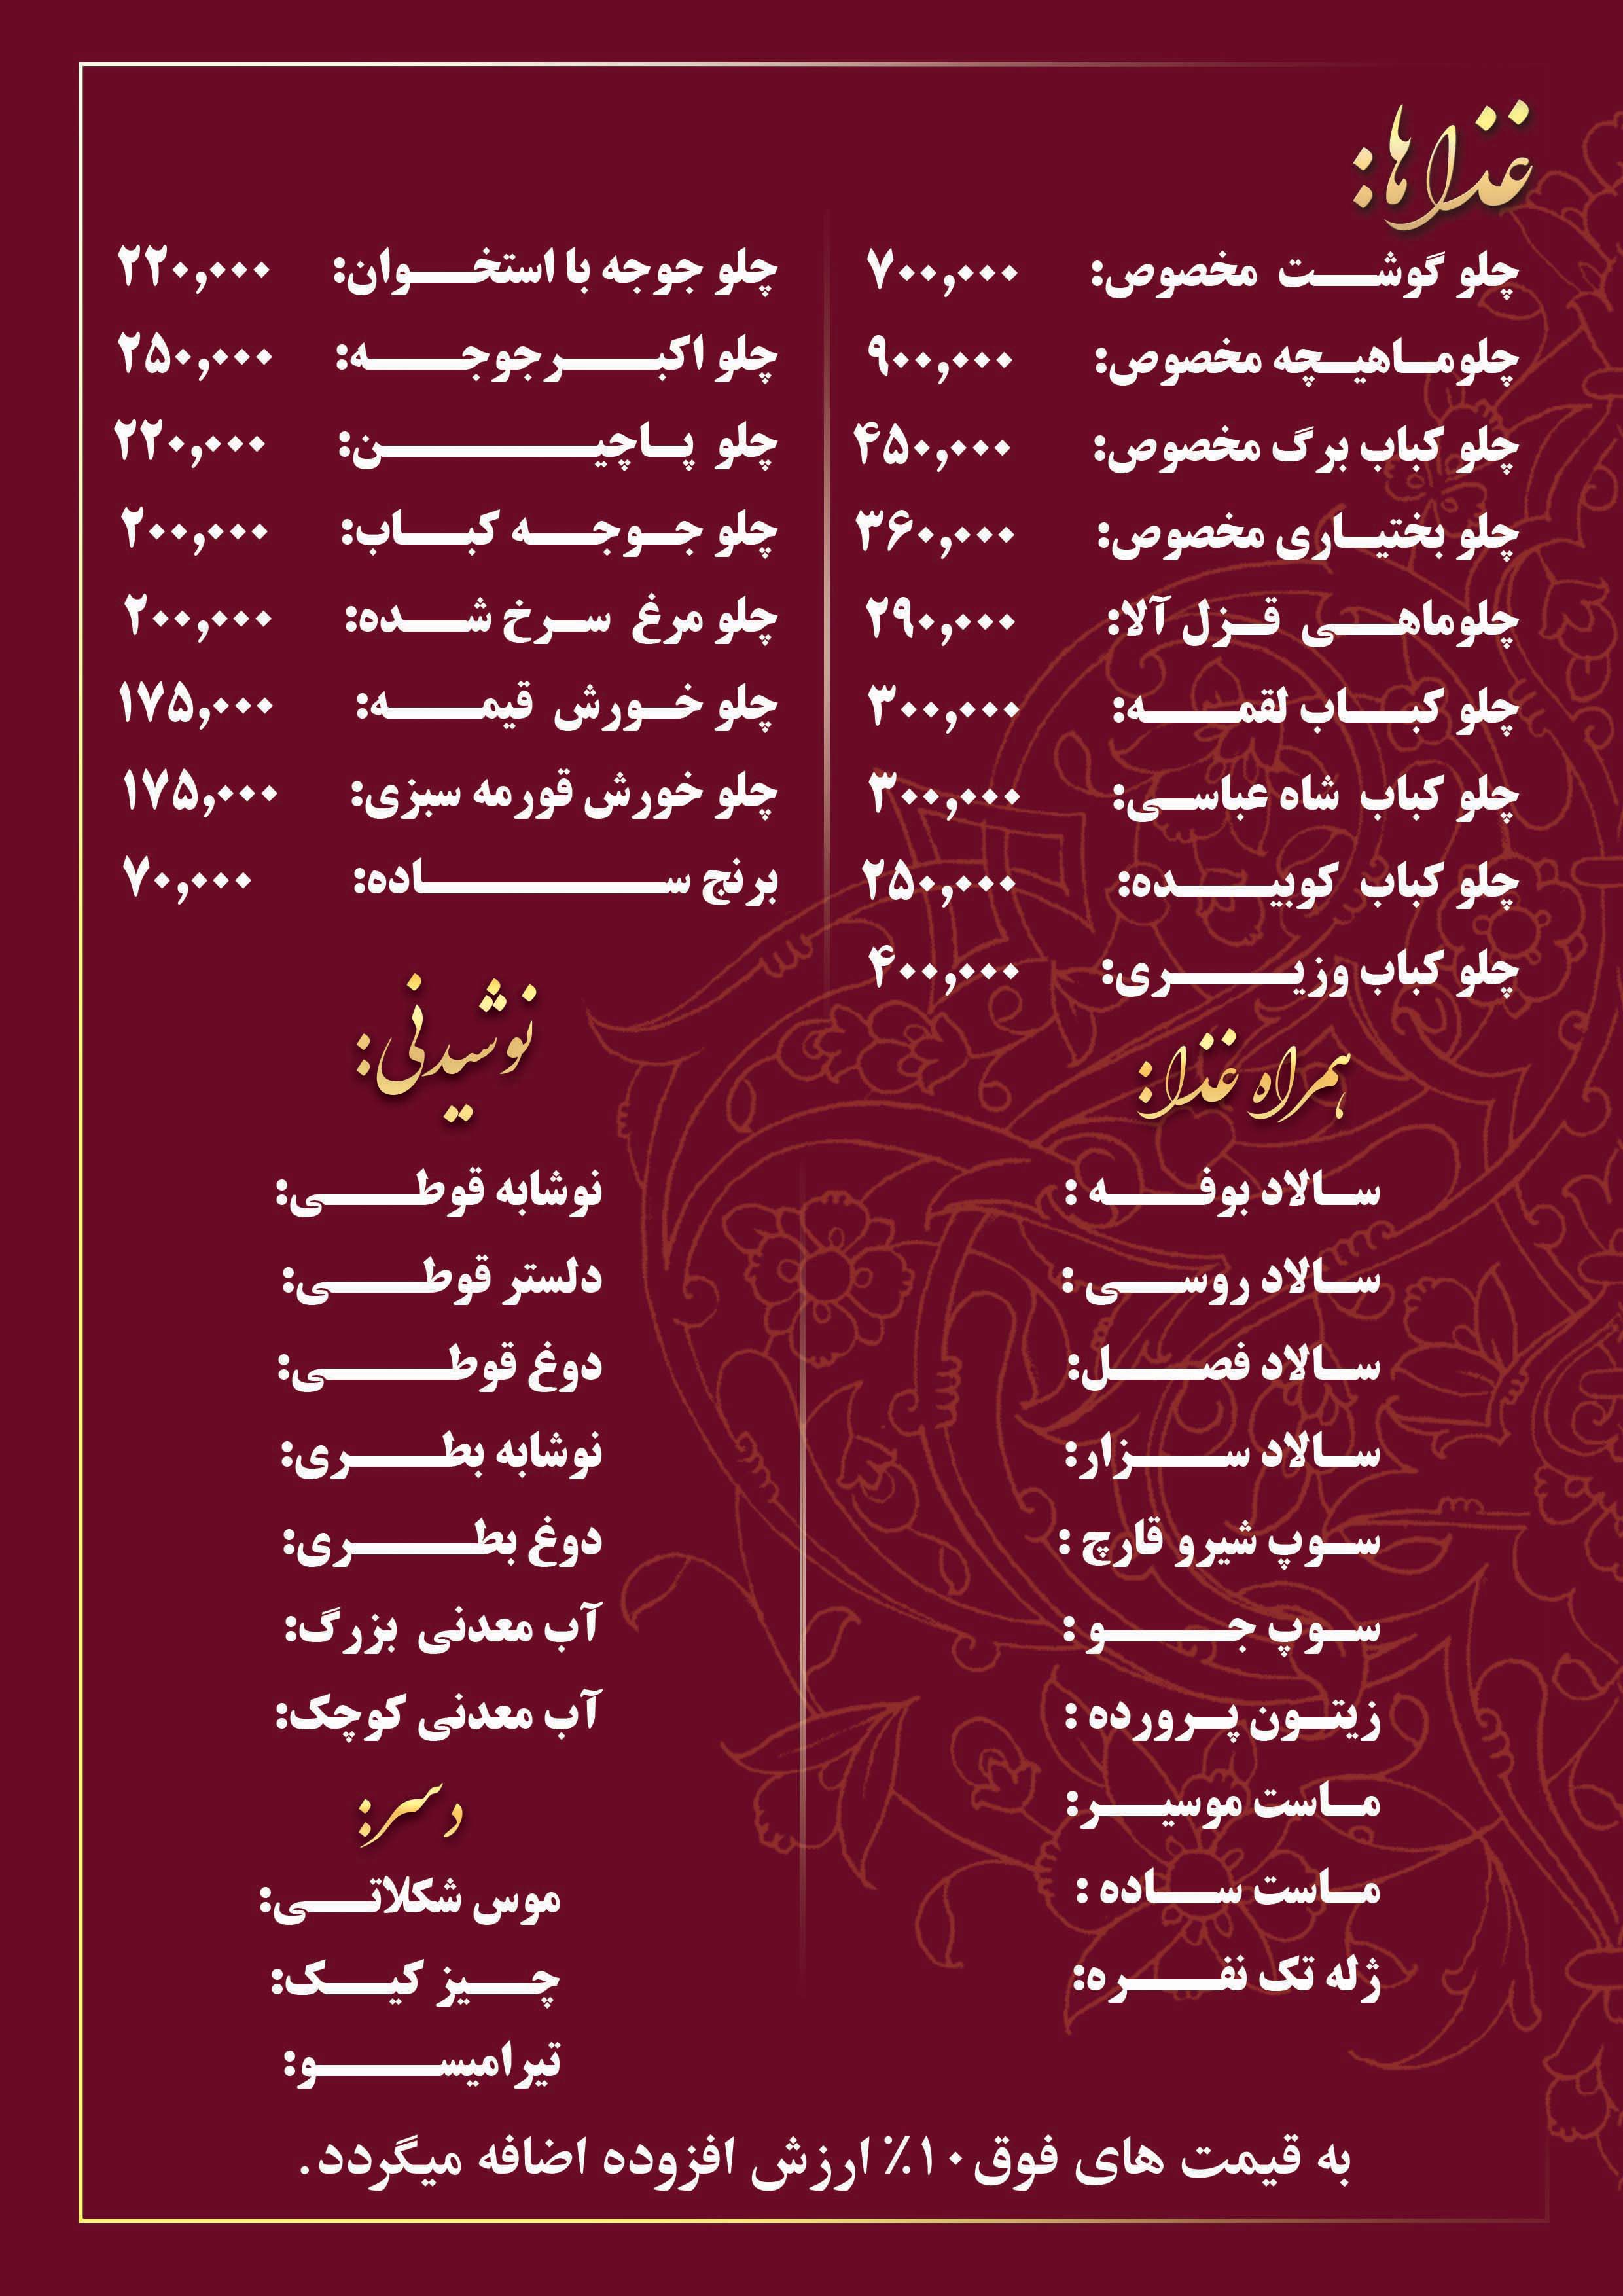 غذاها:
چلو گوشت مخصوص: ۷۰۰,۰۰۰
چلوماهیچه مخصوص: ۹۰۰,۰۰۰
چلو کباب برگ مخصوص: ۴۵۰,۰۰۰
چلو بختیاری مخصوص: ۳۶۰,۰۰۰
چلوماهی قزل آلا: ۲۹۰,۰۰۰
چلو کباب لقمه: ۳۰۰,۰۰۰
چلو کباب شاه عباسی: ۳۰۰,۰۰۰
چلو کباب کوبیده: ۲۵۰,۰۰۰
چلو کباب وزیری: ۴۰۰,۰۰۰
چلو جوجه با استخوان: ۲۲۰,۰۰۰
چلو اکبرجوجه: ۲۵۰,۰۰۰
چلو پاچین: ۲۲۰,۰۰۰
چلو جوجه کباب: ۲۰۰,۰۰۰
چلو مرغ سرخ شده: ۲۰۰,۰۰۰
چلو خورش قیمه: ۱۷۵,۰۰۰
چلو خورش قورمه سبزی: ۱۷۵,۰۰۰
برنج ساده: ۷۰,۰۰۰
همراه غذا:
سالاد بوفه :
سالاد روسی :
سالاد فصل:
سالاد سزار:
سوپ شیرو قارچ :
سوپ جو :
زیتون پرورده :
ماست موسیر:
ماست ساده :
ژله تک نفره:
نوشیدنی:
نوشابه قوطی:
دلستر قوطی:
دوغ قوطی:
نوشابه بطری:
دوغ بطری:
آب معدنی بزرگ:
آب معدنی کوچک:
دسر:
موس شکلاتی:
چیز کیک:
تیرامیسو:
به قیمت های فوق ۱۰٪ ارزش افزوده اضافه میگردد.